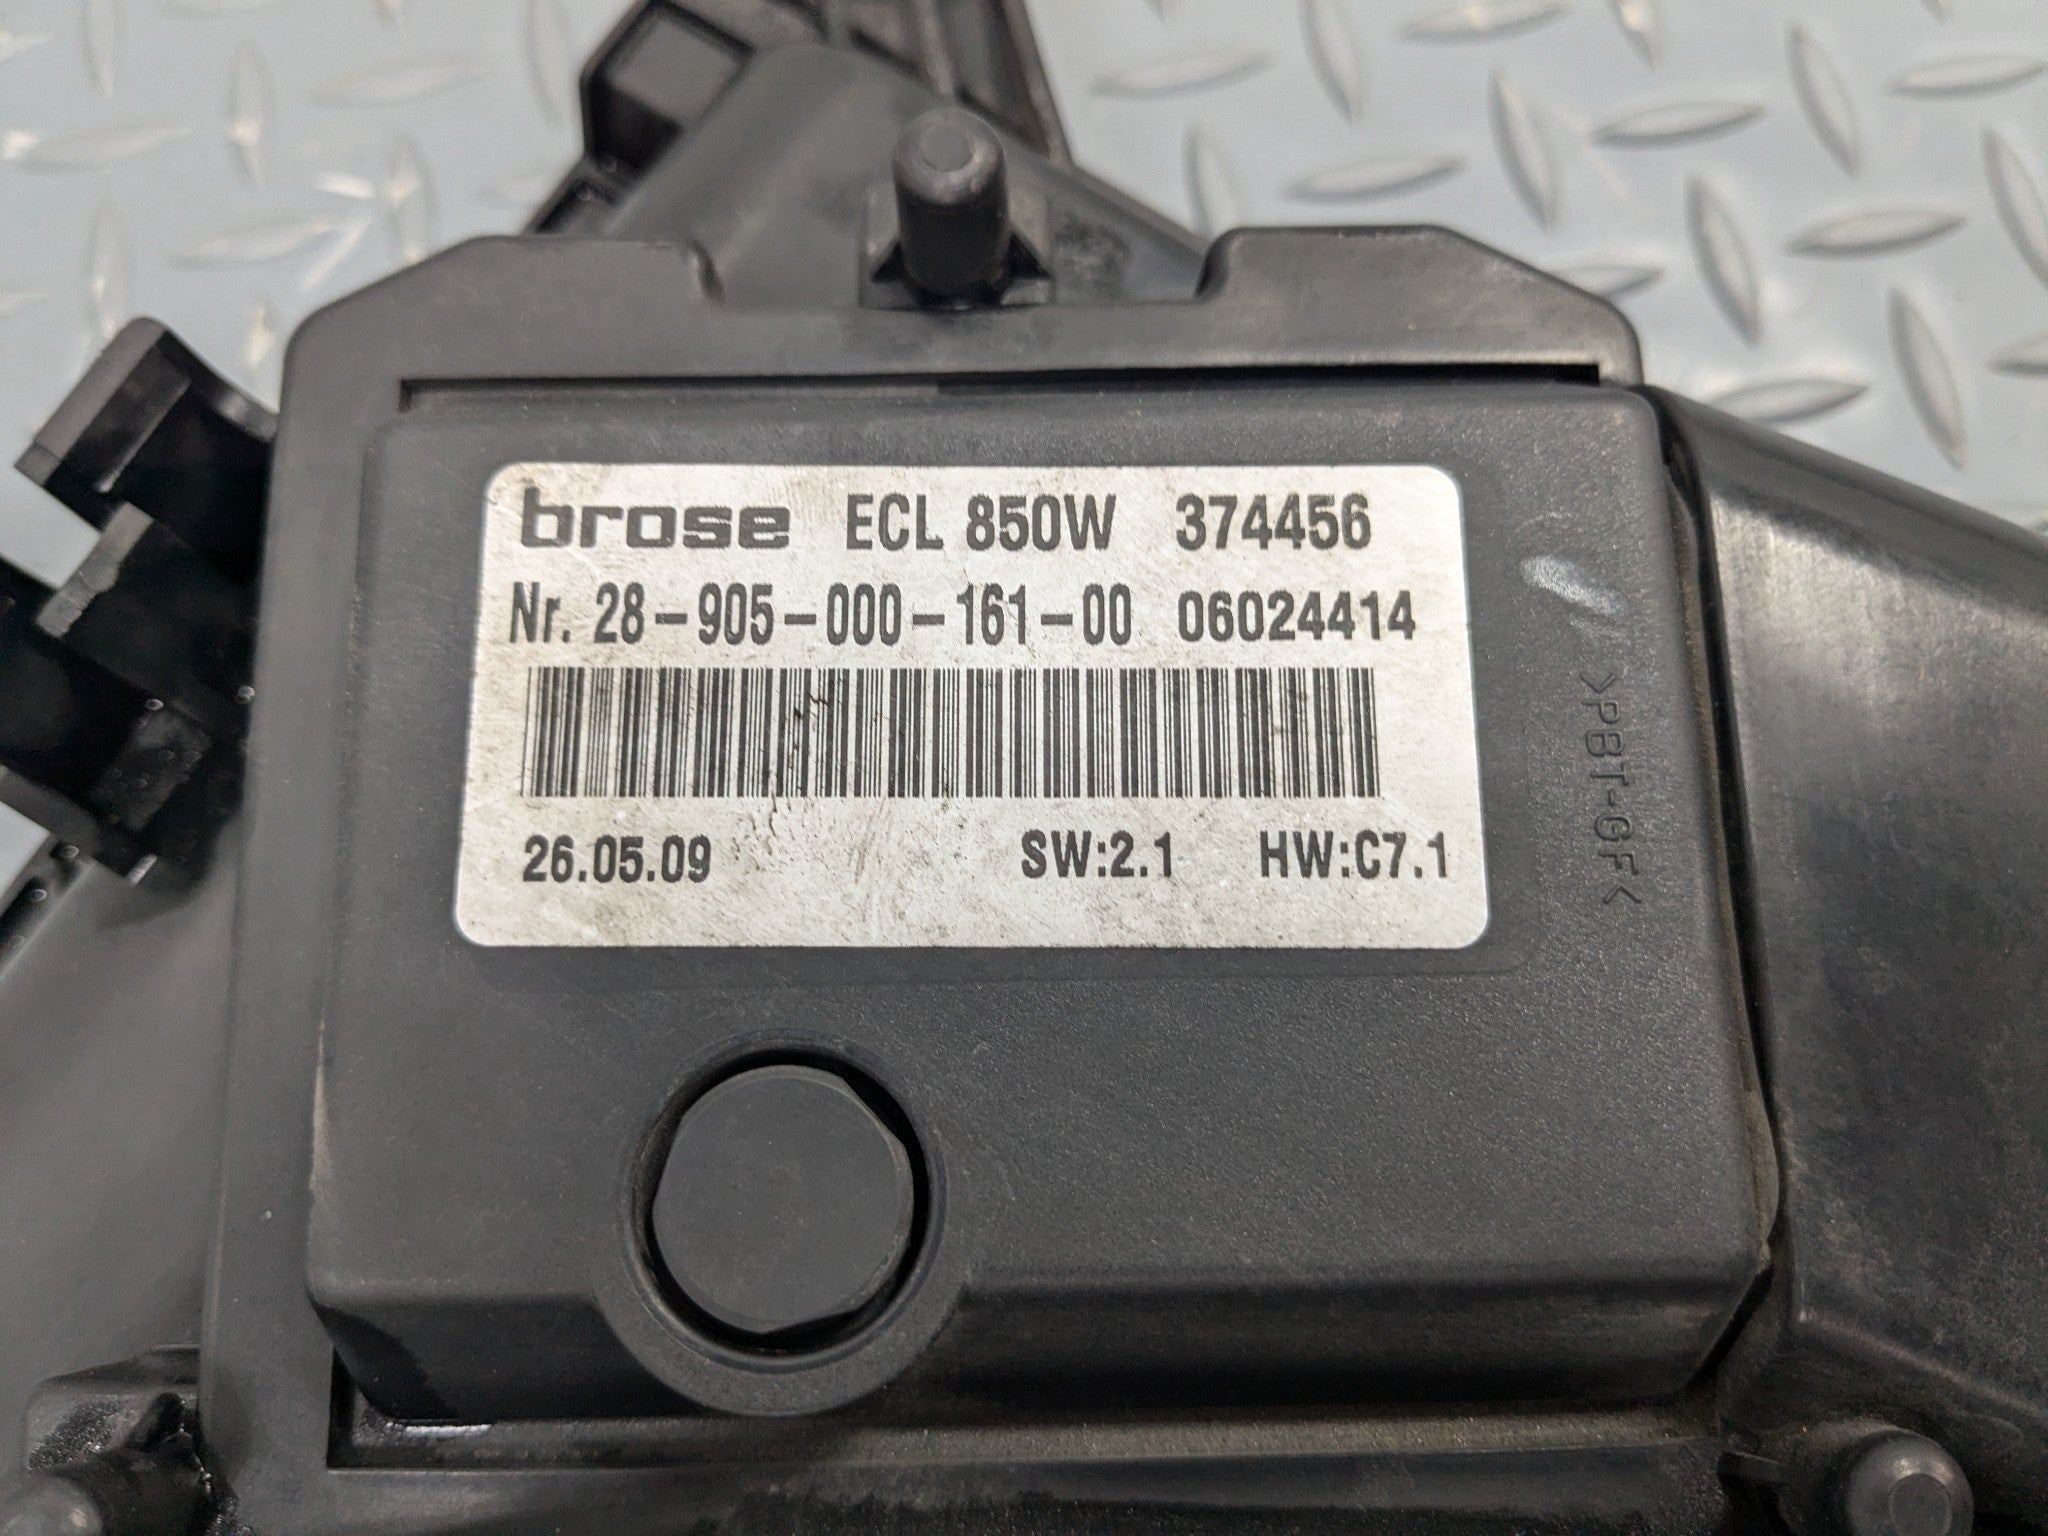 brose ECL 850W 374456
Nr. 28-905-000-161-00 06024414
26.05.09 SW:2.1 HW:C7.1
>PBT-GF<